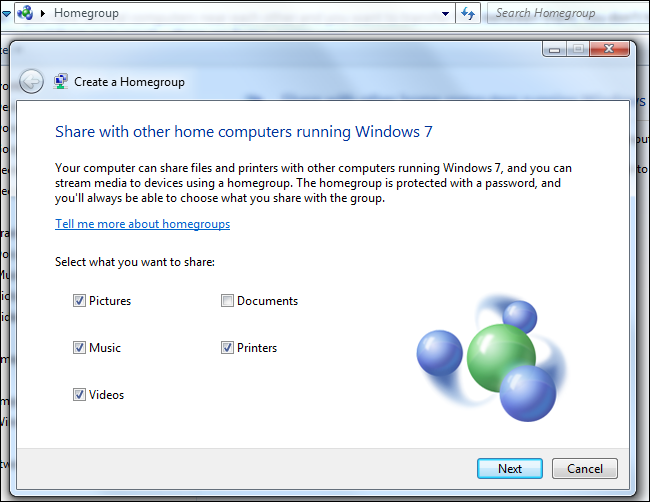 Homegroup
Search Homegroup
Create a Homegroup
Share with other home computers running Windows 7
Your computer can share files and printers with other computers running Windows 7, and you can
stream media to devices using a homegroup. The homegroup is protected with a password, and
you'll always be able to choose what you share with the group.
Tell me more about homegroups
Select what you want to share:
Pictures
Documents
Music
Printers
Videos
Next
Cancel